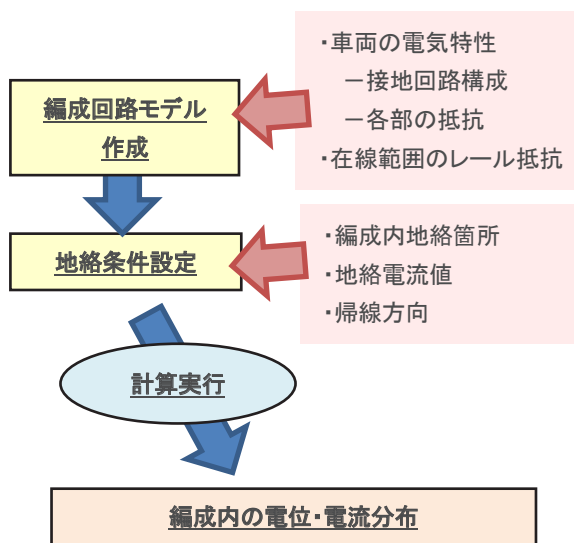 ・車両の電気特性
－接地回路構成
－各部の抵抗
・在線範囲のレール抵抗
編成回路モデル
作成
・編成内地絡箇所
・地絡電流値
・帰線方向
地絡条件設定
計算実行
編成内の電位・電流分布